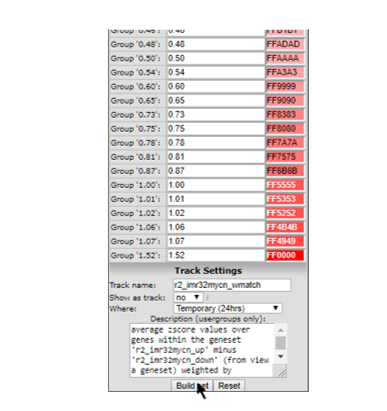 Group '0.46': 0.46 FFB1B1
Group '0.48': 0.48 FFADAD
Group '0.50': 0.50 FFAAAA
Group '0.54': 0.54 FFA3A3
Group '0.60': 0.60 FF9999
Group '0.65': 0.65 FF9090
Group '0.73': 0.73 FF8383
Group '0.75': 0.75 FF8080
Group '0.78': 0.78 FF7A7A
Group '0.81': 0.81 FF7575
Group '0.87': 0.87 FF6B6B
Group '1.00': 1.00 FF5555
Group '1.01': 1.01 FF5353
Group '1.02': 1.02 FF5252
Group '1.06': 1.06 FF4B4B
Group '1.07': 1.07 FF4949
Group '1.52': 1.52 FF0000
Track Settings
Track name: r2_imr32mycn_wmatch
Show as track: no
Where: Temporary (24hrs)
Description (usergroups only):
average zscore values over
genes within the geneset
'r2_imr32mycn_up' minus
'r2_imr32mycn_down' (from view
a geneset) weighted by
Build set Reset